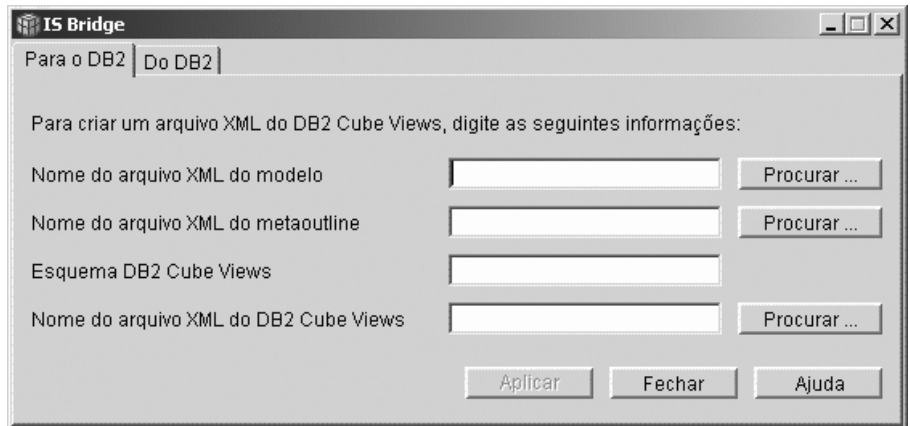 IS Bridge
Para o DB2 Do DB2
Para criar um arquivo XML do DB2 Cube Views, digite as seguintes informações:
Nome do arquivo XML do modelo Procurar ...
Nome do arquivo XML do metaoutline Procurar ...
Esquema DB2 Cube Views
Nome do arquivo XML do DB2 Cube Views Procurar ...
Aplicar Fechar Ajuda